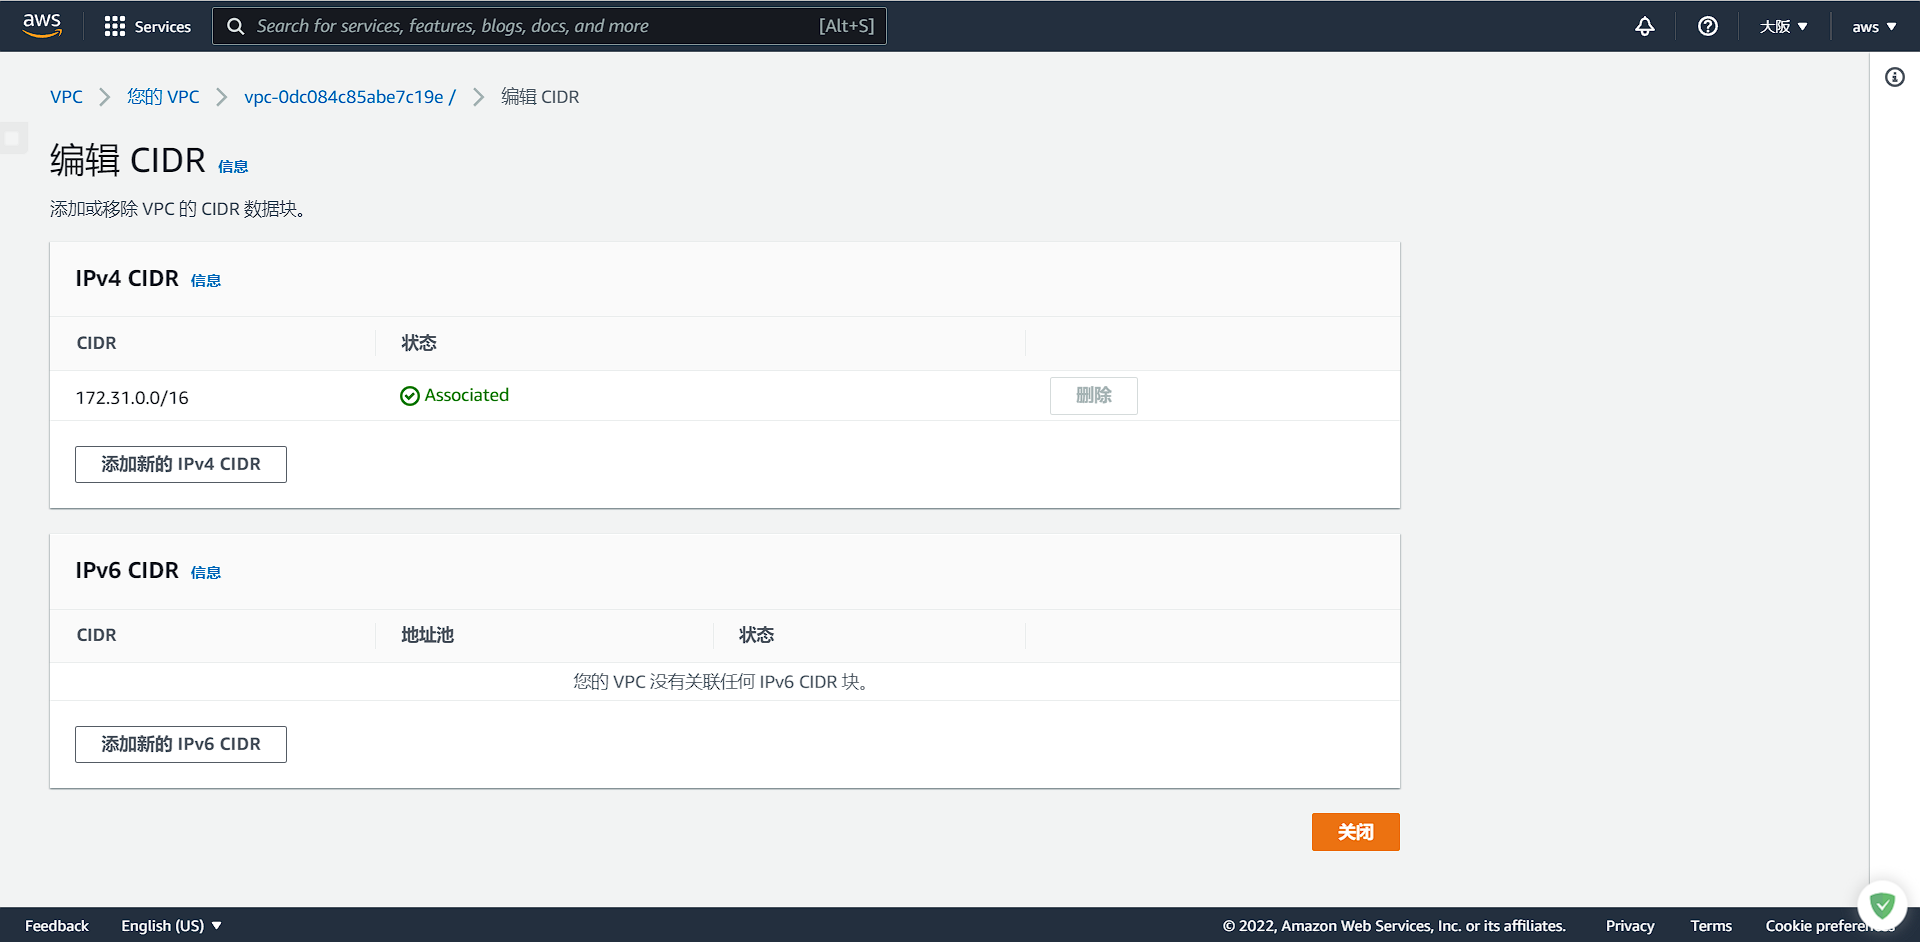 aws Services Search for services, features, blogs, docs, and more [Alt+S] 大阪 aws
VPC 您的 VPC vpc-0dc084c85abe7c19e / 编辑 CIDR
编辑 CIDR 信息
添加或移除 VPC 的 CIDR 数据块。
IPv4 CIDR 信息
CIDR 状态
172.31.0.0/16 Associated 删除
添加新的 IPv4 CIDR
IPv6 CIDR 信息
CIDR 地址池 状态
您的 VPC 没有关联任何 IPv6 CIDR 块。
添加新的 IPv6 CIDR
关闭
Feedback English (US) © 2022, Amazon Web Services, Inc. or its affiliates. Privacy Terms Cookie